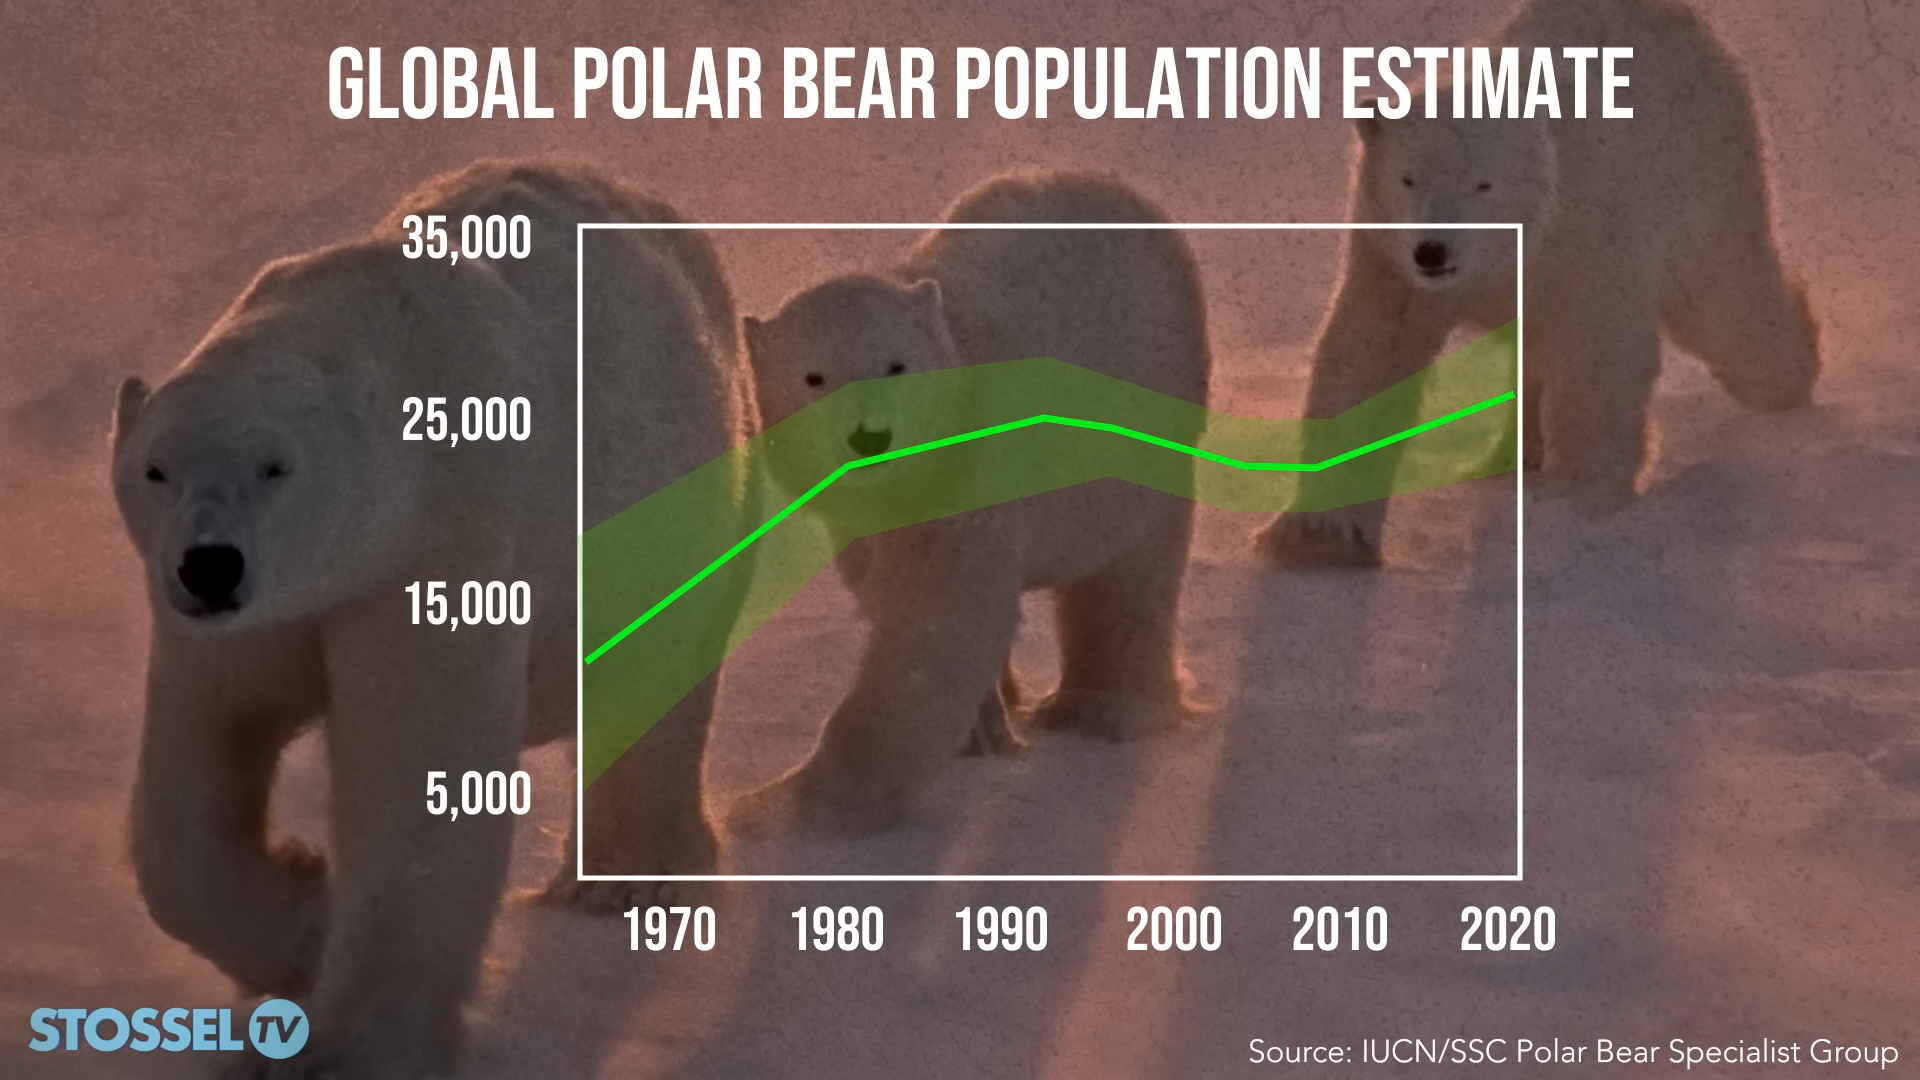 GLOBAL POLAR BEAR POPULATION ESTIMATE
35,000
25,000
15,000
5,000
1970 1980 1990 2000 2010 2020
STOSSEL TV
Source: IUCN/SSC Polar Bear Specialist Group